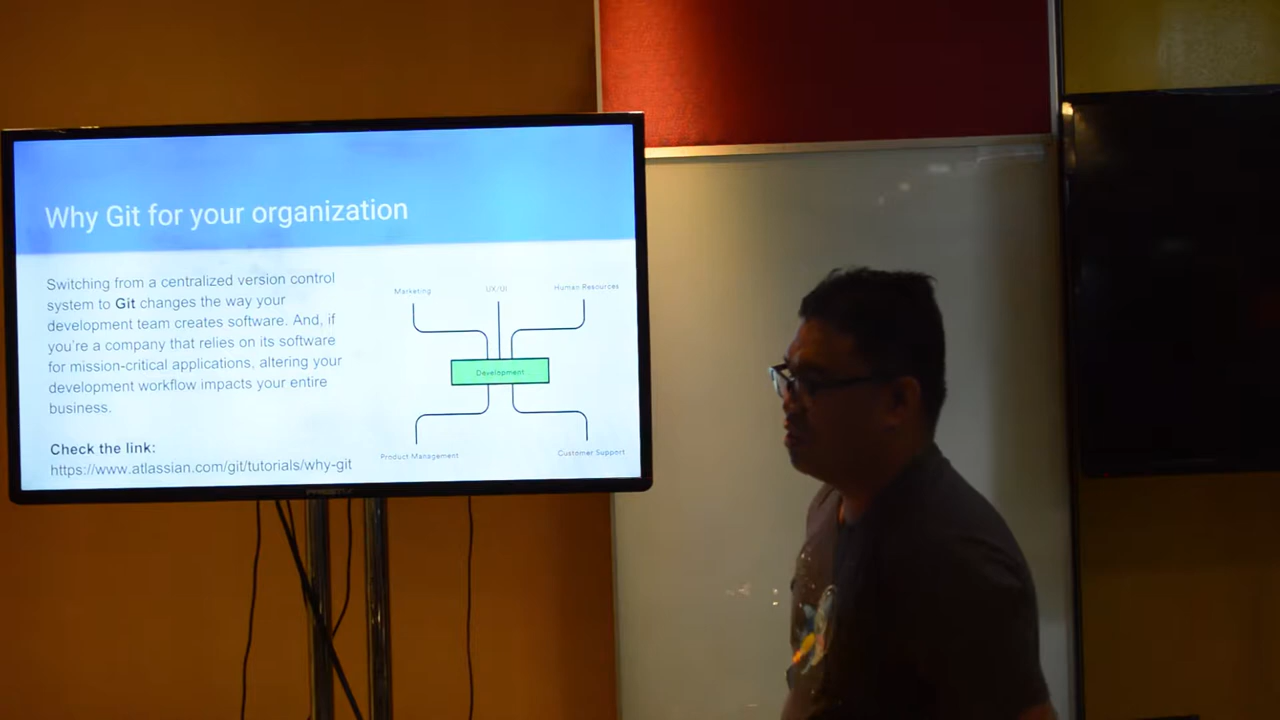 Why Git for your organization
Switching from a centralized version control
system to Git changes the way your
development team creates software. And, if
you're a company that relies on its software
for mission-critical applications, altering your
development workflow impacts your entire
business.
Check the link:
https://www.atlassian.com/git/tutorials/why-git
Marketing
UX/UI
Human Resources
Development
Product Management
Customer Support